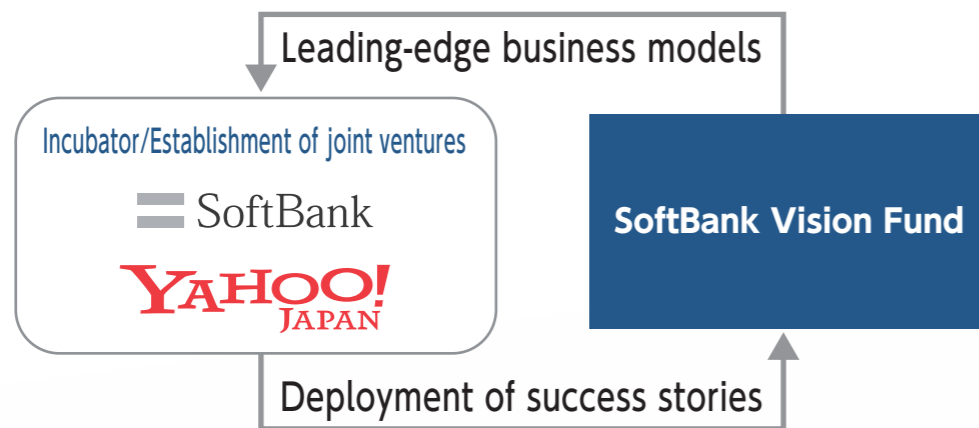 Leading-edge business models
Incubator/Establishment of joint ventures
SoftBank
YAHOO!
JAPAN
SoftBank Vision Fund
Deployment of success stories